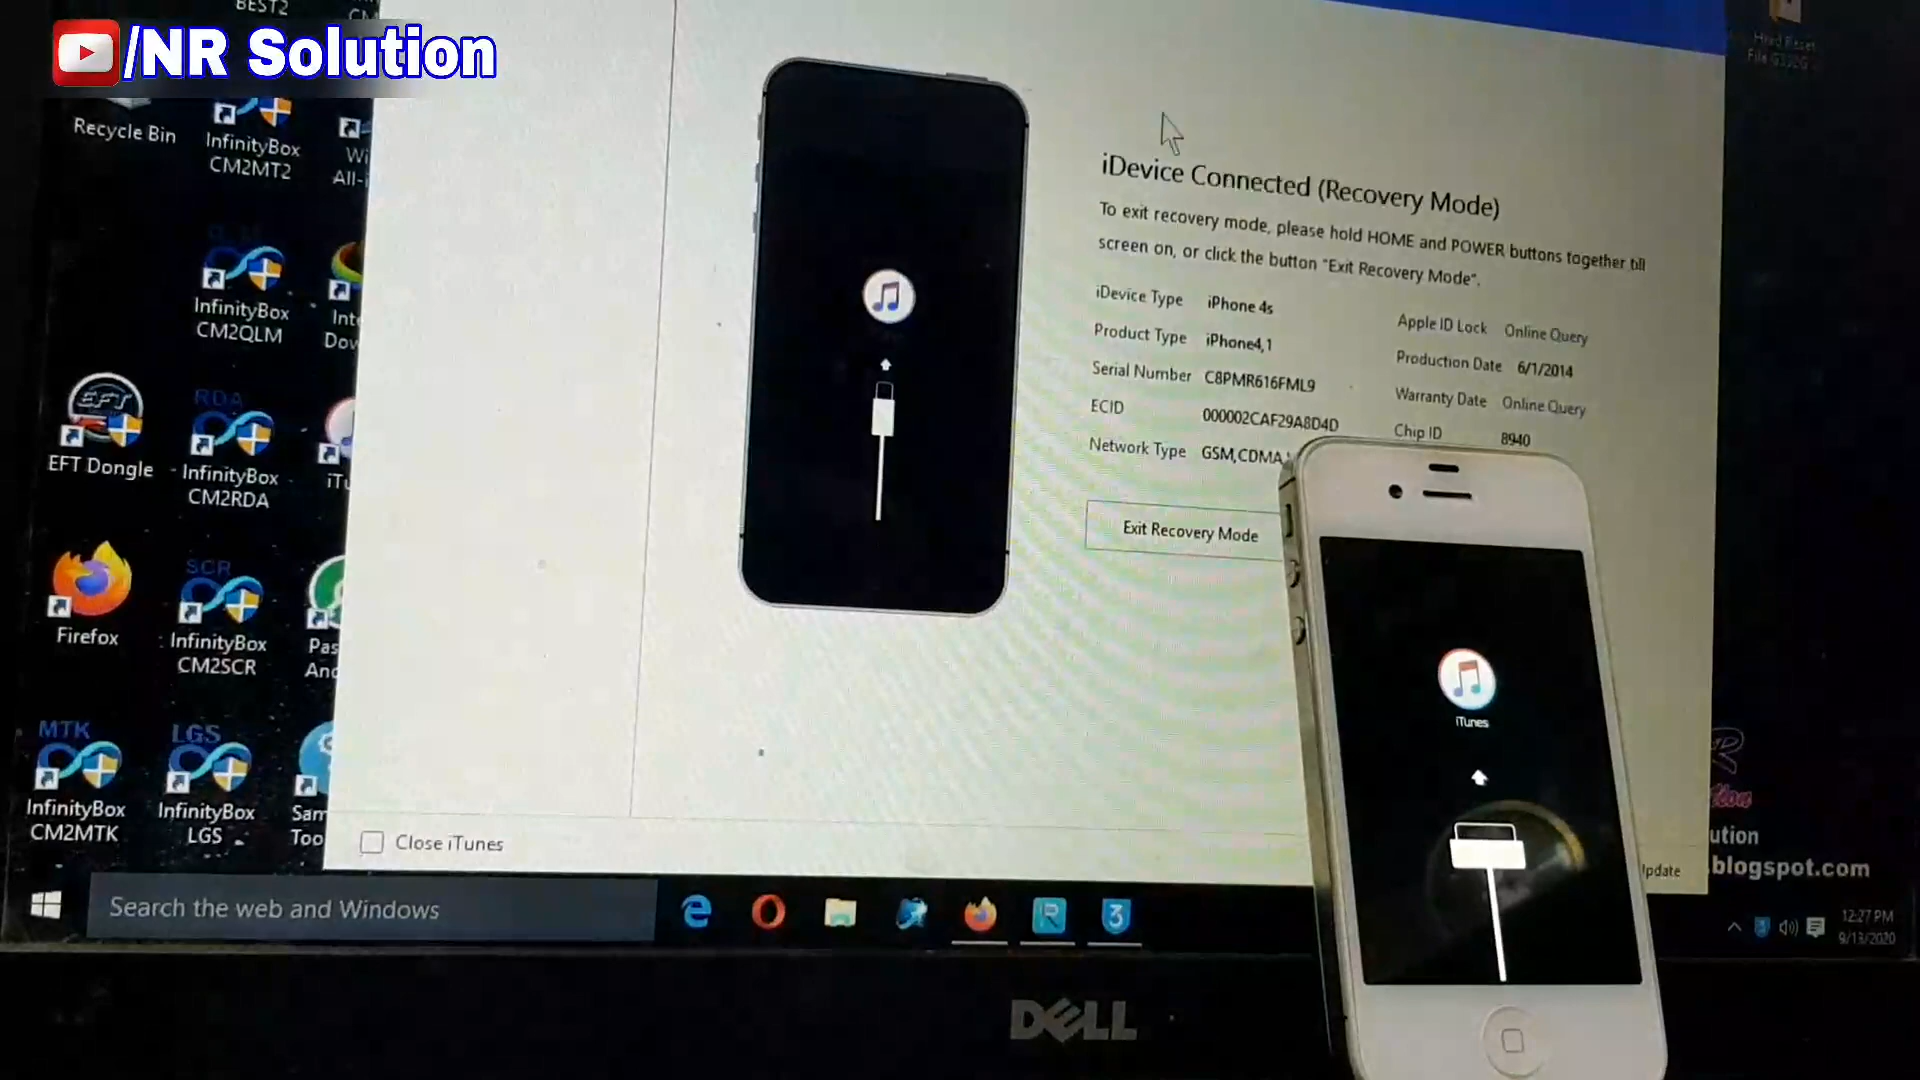 /NR Solution
BEST2
Recycle Bin
InfinityBox
CM2MT2
InfinityBox
CM2QLM
EFT
EFT Dongle
RDA
InfinityBox
CM2RDA
Firefox
SCR
InfinityBox
CM2SCR
MTK
InfinityBox
CM2MTK
LGS
InfinityBox
LGS
iDevice Connected (Recovery Mode)
To exit recovery mode, please hold HOME and POWER buttons together till
screen on, or click the button "Exit Recovery Mode".
iDevice Type iPhone 4s
Product Type iPhone4,1
Serial Number C8PMR616FML9
ECID 000002CAF29A8D4D
Network Type GSM,CDMA
Apple ID Lock Online Query
Production Date 6/1/2014
Warranty Date Online Query
Chip ID 8940
Exit Recovery Mode
iTunes
Close iTunes
.blogspot.com
Search the web and Windows
12:27 PM
9/13/2020
DELL